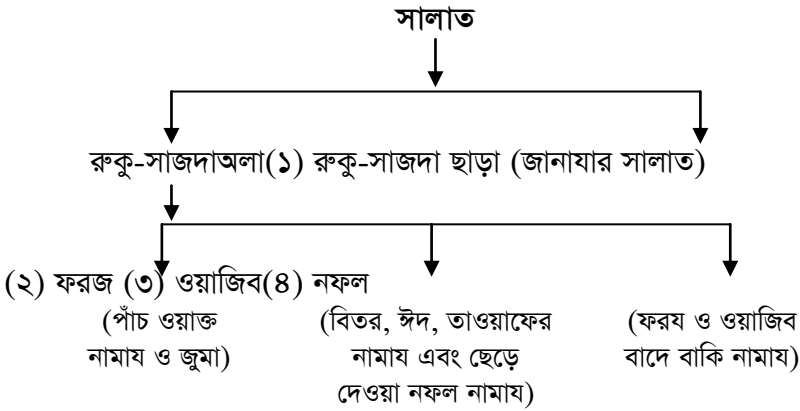 সালাত
রুকু-সাজদাঅলা(১) রুকু-সাজদা ছাড়া (জানাযার সালাত)
(২) ফরজ (৩) ওয়াজিব(৪) নফল
(পাঁচ ওয়াক্ত
নামায ও জুমা)
(বিতর, ঈদ, তাওয়াফের
নামায এবং ছেড়ে
দেওয়া নফল নামায)
(ফরয ও ওয়াজিব
বাদে বাকি নামায)